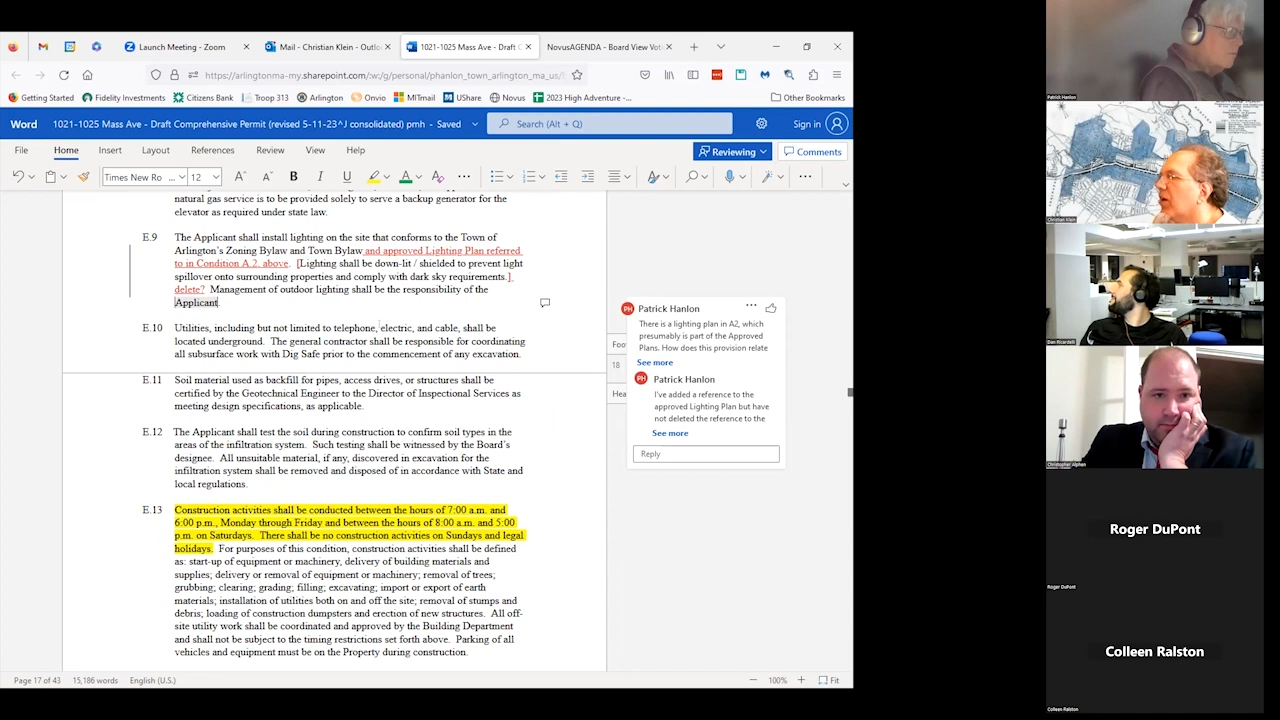 Launch Meeting - Zoom
Mail - Christian Klein - Outlo
1021-1025 Mass Ave - Draft C
NovusAGENDA - Board View Vot
https://arlingtonma-my.sharepoint.com/:w:/g/personal/phanlon_town_arlington_ma_us/
Getting Started
Fidelity Investments
Citizens Bank
Troop 313
Arlington
Onvio
MITmail
UShare
Novus
2023 High Adventure -...
Other Bookmarks
Word
1021-1025 Mass Ave - Draft Comprehensive Permit (revised 5-11-23^J consolidated) pmh - Saved
Search (Alt + Q)
sign in
File
Home
Insert
Layout
References
Review
View
Help
Reviewing
Comments
Times New Ro ...
12
natural gas service is to be provided solely to serve a backup generator for the
elevator as required under state law.
E.9 The Applicant shall install lighting on the site that conforms to the Town of
Arlington's Zoning Bylaw and Town Bylaw and approved Lighting Plan referred
to in Condition A.2. above. [Lighting shall be down-lit / shielded to prevent light
spillover onto surrounding properties and comply with dark sky requirements.]
delete? Management of outdoor lighting shall be the responsibility of the
Applicant.
E.10 Utilities, including but not limited to telephone, electric, and cable, shall be
located underground. The general contractor shall be responsible for coordinating
all subsurface work with Dig Safe prior to the commencement of any excavation.
E.11 Soil material used as backfill for pipes, access drives, or structures shall be
certified by the Geotechnical Engineer to the Director of Inspectional Services as
meeting design specifications, as applicable.
E.12 The Applicant shall test the soil during construction to confirm soil types in the
areas of the infiltration system. Such testing shall be witnessed by the Board's
designee. All unsuitable material, if any, discovered in excavation for the
infiltration system shall be removed and disposed of in accordance with State and
local regulations.
E.13 Construction activities shall be conducted between the hours of 7:00 a.m. and
6:00 p.m., Monday through Friday and between the hours of 8:00 a.m. and 5:00
p.m. on Saturdays. There shall be no construction activities on Sundays and legal
holidays. For purposes of this condition, construction activities shall be defined
as: start-up of equipment or machinery, delivery of building materials and
supplies; delivery or removal of equipment or machinery; removal of trees;
grubbing; clearing; grading; filling; excavating; import or export of earth
materials; installation of utilities both on and off the site; removal of stumps and
debris; loading of construction dumpsters and erection of new structures. All off-
site utility work shall be coordinated and approved by the Building Department
and shall not be subject to the timing restrictions set forth above. Parking of all
vehicles and equipment must be on the Property during construction.
Foo
18
Hea
PH Patrick Hanlon
There is a lighting plan in A2, which
presumably is part of the Approved
Plans. How does this provision relate
See more
PH Patrick Hanlon
I've added a reference to the
approved Lighting Plan but have
not deleted the reference to the
See more
Reply
Page 17 of 43
15,186 words
English (U.S.)
100%
Fit
Patrick Hanlon
Christian Klein
Dan Ricardelli
Christopher Alphen
Roger DuPont
Roger DuPont
Colleen Ralston
Colleen Ralston